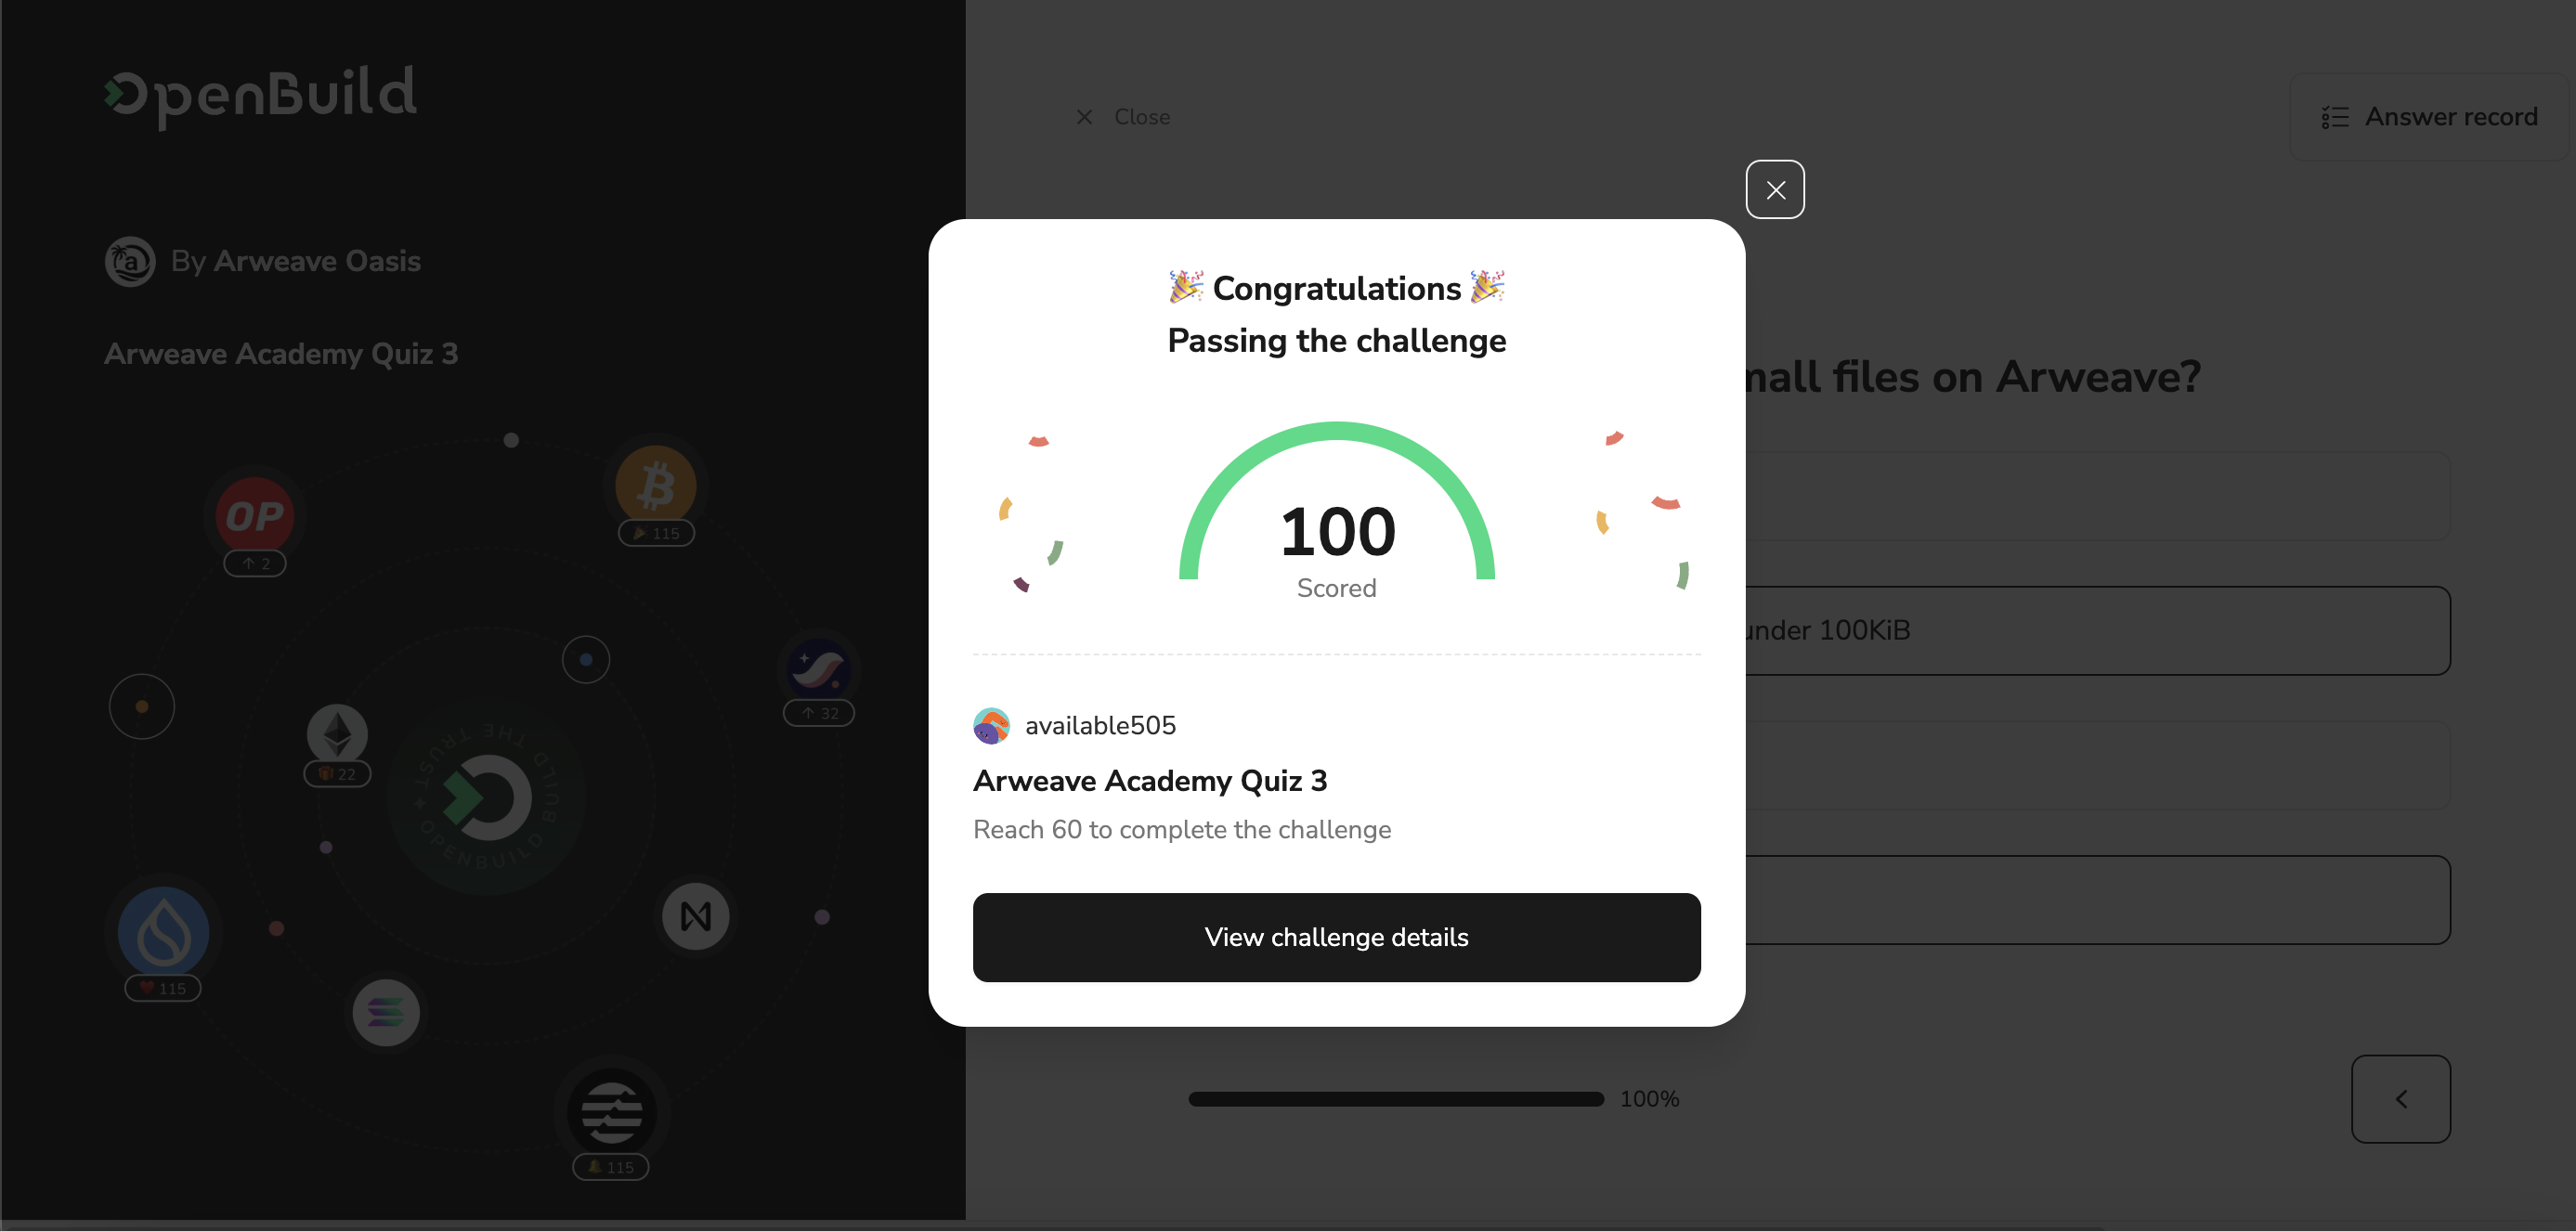 OpenBuild
By Arweave Oasis
Arweave Academy Quiz 3
OP
2
115
32
22
BUILD THE TRUST
OPENBUILD
115
115
Close
Answer record
🎉 Congratulations 🎉
Passing the challenge
100
Scored
available505
Arweave Academy Quiz 3
Reach 60 to complete the challenge
View challenge details
files on Arweave?
under 100KiB
100%